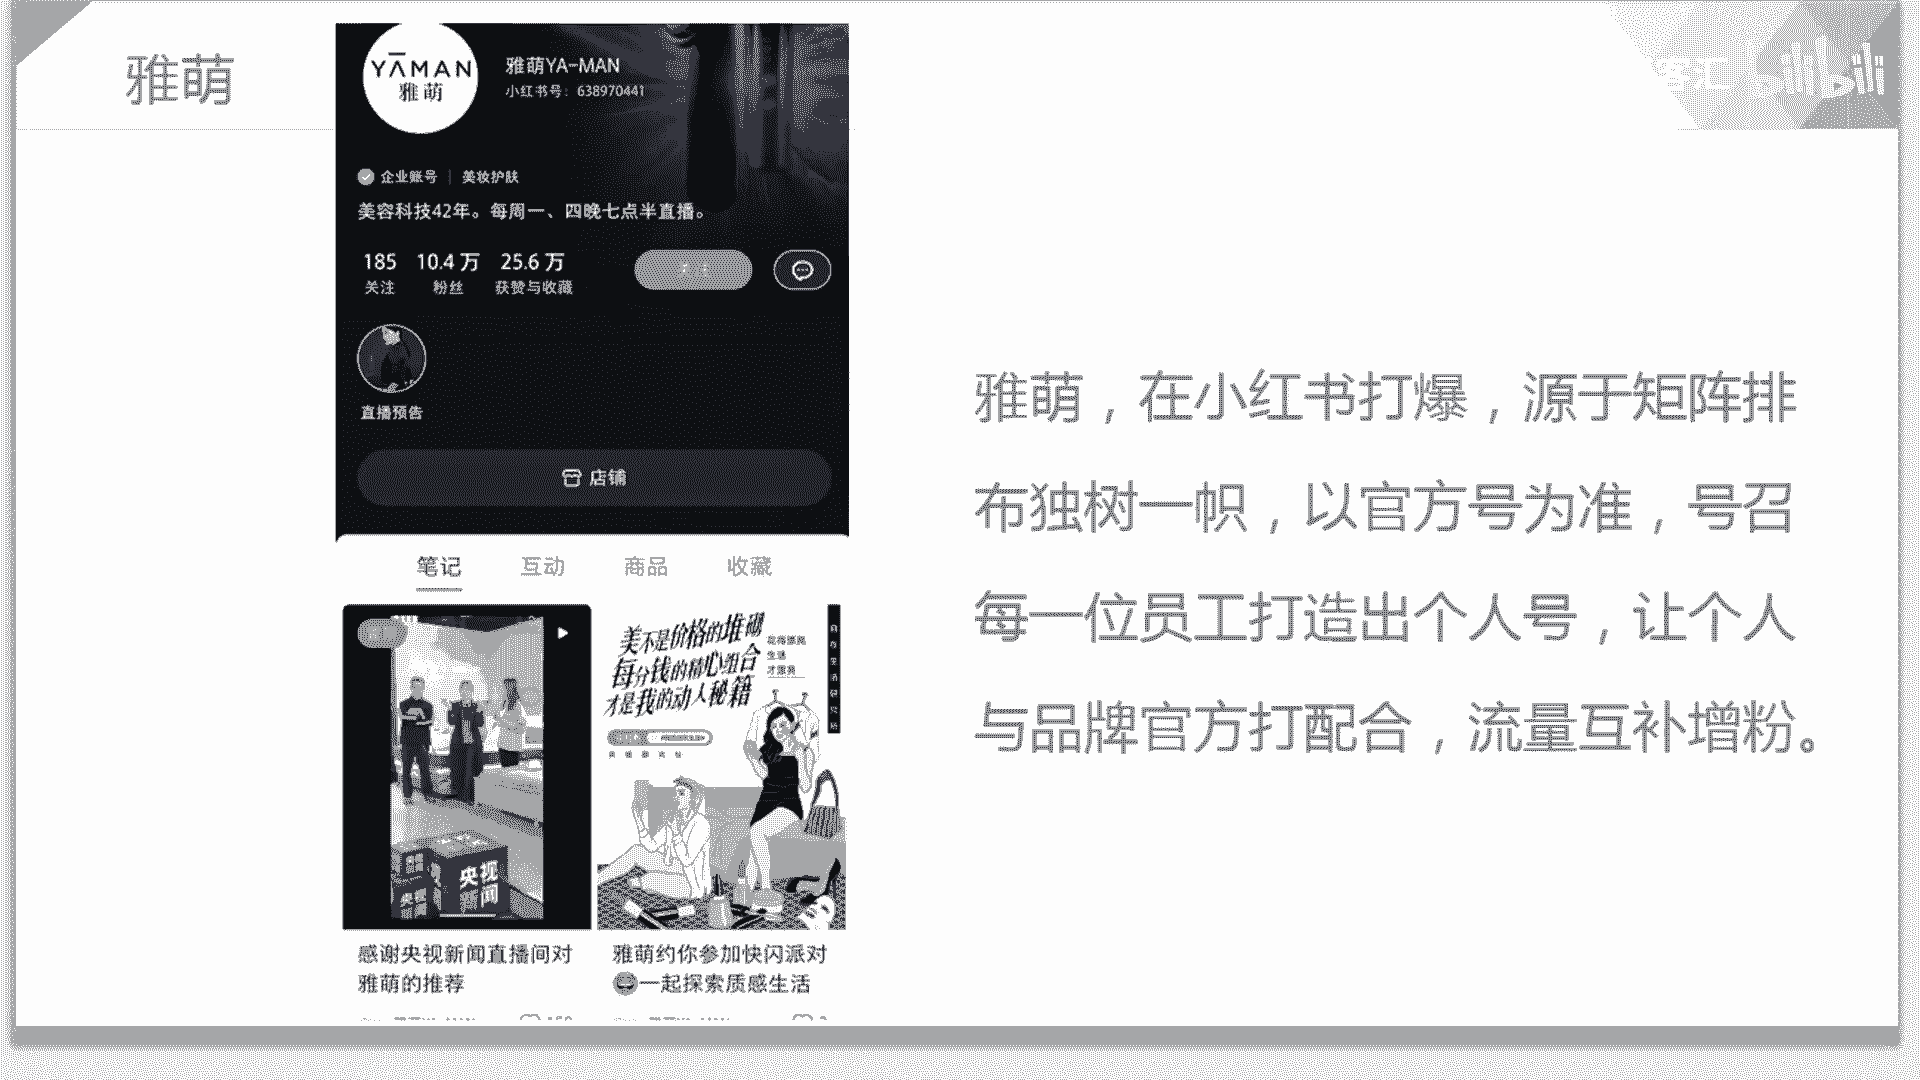 雅萌
客汇 bilibili
YAMAN
雅萌
雅萌YA-MAN
小红书号：638970441
企业账号 | 美妆护肤
美容科技42年。每周一、四晚七点半直播。
185 10.4万 25.6万
关注 粉丝 获赞与收藏
直播预告
店铺
笔记 互动 商品 收藏
央视
新闻
美不是价格的堆砌
每分钱的精心组合
才是我的动人秘籍
生活
感谢央视新闻直播间对
雅萌的推荐
雅萌约你参加快闪派对
一起探索质感生活
雅萌，在小红书打爆，源于矩阵排
布独树一帜，以官方号为准，号召
每一位员工打造出个人号，让个人
与品牌官方打配合，流量互补增粉。